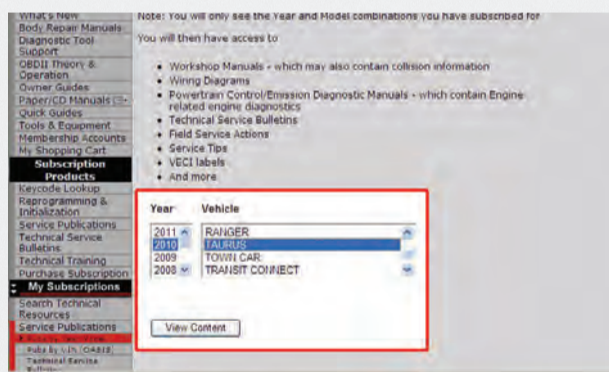 What's New
Body Repair Manuals
Diagnostic Tool
Support
OBDII Theory &
Operation
Owner Guides
Paper/CD Manuals
Quick Guides
Tools & Equipment
Membership Accounts
My Shopping Cart
Subscription
Products
Keycode Lookup
Reprogramming &
Initialization
Service Publications
Technical Service
Bulletins
Technical Training
Purchase Subscription
My Subscriptions
Search Technical
Resources
Service Publications
Pubs by VIN (OASIS)
Technical Service
Note: You will only see the Year and Model combinations you have subscribed for
You will then have access to
• Workshop Manuals - which may also contain collision information
• Wiring Diagrams
• Powertrain Control/Emission Diagnostic Manuals - which contain Engine
related engine diagnostics
• Technical Service Bulletins
• Field Service Actions
• Service Tips
• VECI labels
• And more
Year Vehicle
2011 RANGER
2010 TAURUS
2009 TOWN CAR
2008 TRANSIT CONNECT
View Content